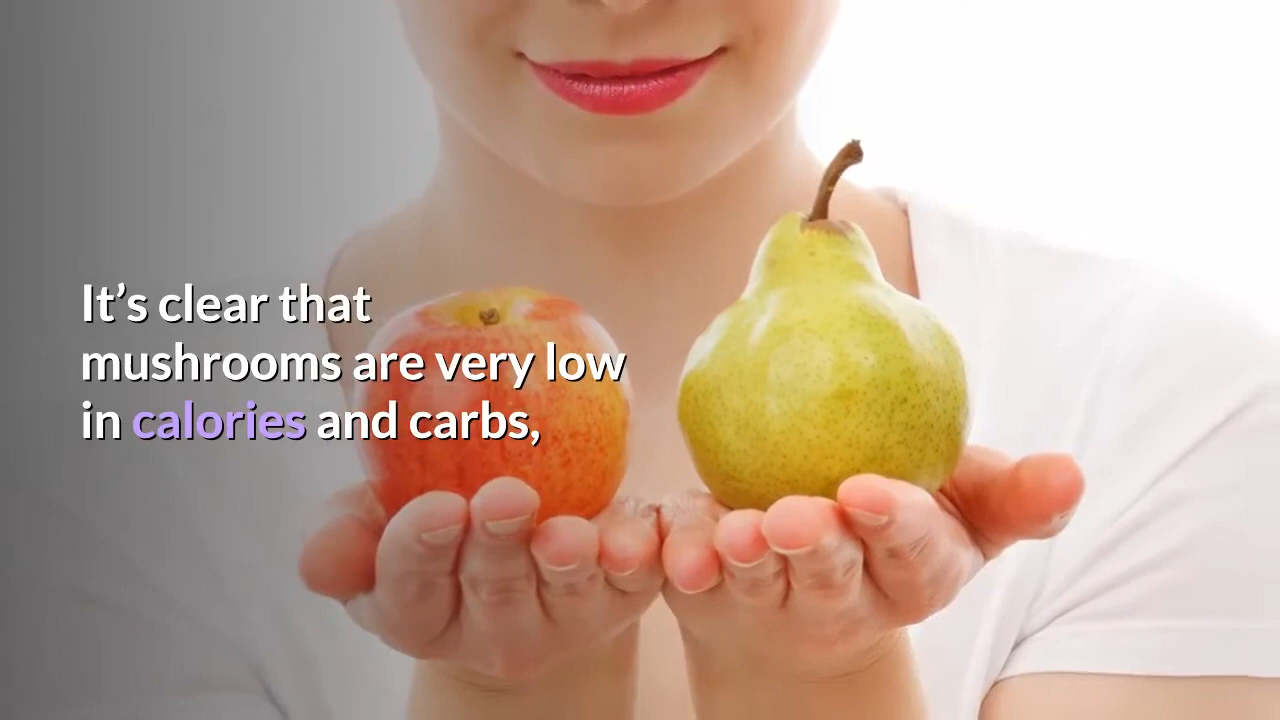 It’s clear that
mushrooms are very low
in calories and carbs,